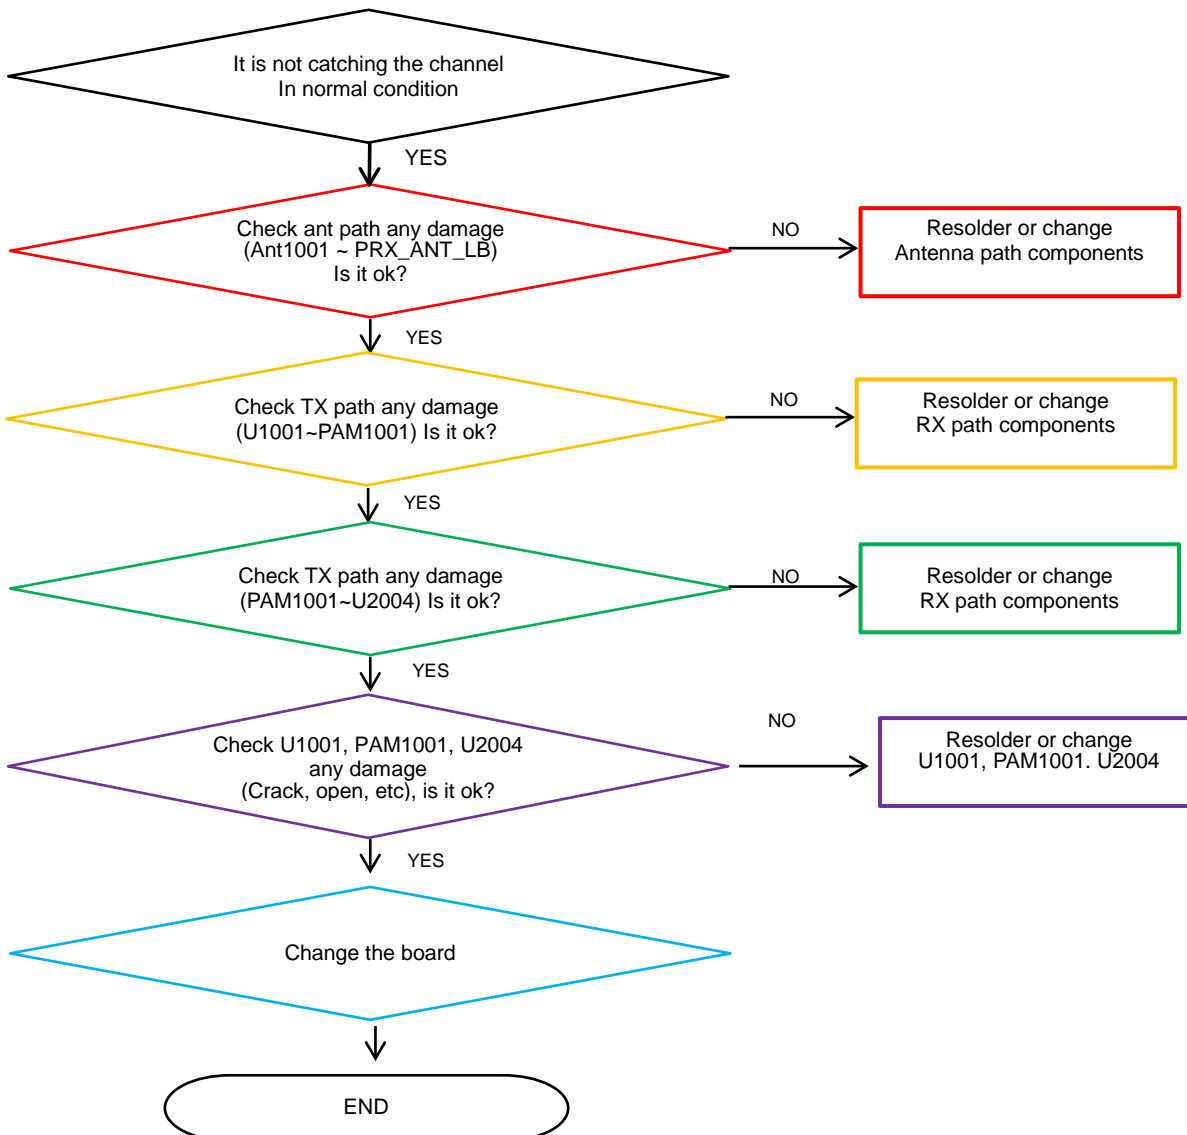 It is not catching the channel
In normal condition
YES
Check ant path any damage
(Ant1001 ~ PRX_ANT_LB)
Is it ok?
NO
Resolder or change
Antenna path components
YES
Check TX path any damage
(U1001~PAM1001) Is it ok?
NO
Resolder or change
RX path components
YES
Check TX path any damage
(PAM1001~U2004) Is it ok?
NO
Resolder or change
RX path components
YES
Check U1001, PAM1001, U2004
any damage
(Crack, open, etc), is it ok?
NO
Resolder or change
U1001, PAM1001. U2004
YES
Change the board
END